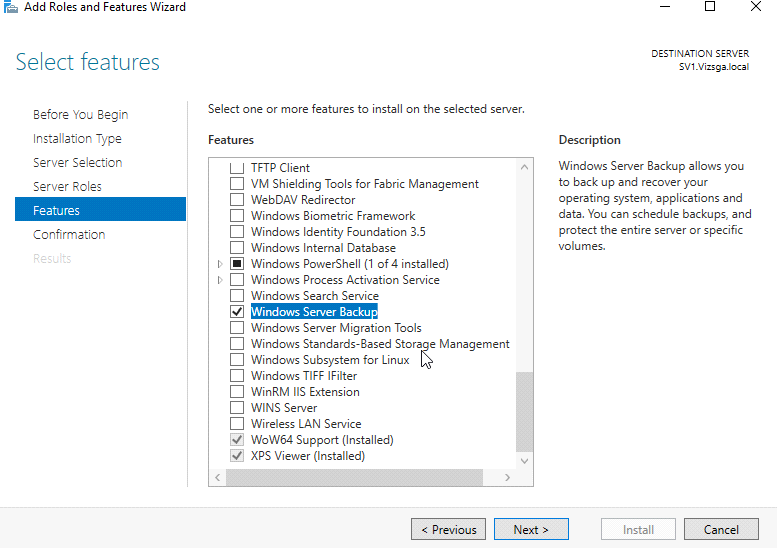 Add Roles and Features Wizard
Select features
DESTINATION SERVER
SV1.Vizsga.local
Before You Begin
Installation Type
Server Selection
Server Roles
Features
Confirmation
Results
Select one or more features to install on the selected server.
Features
TFTP Client
VM Shielding Tools for Fabric Management
WebDAV Redirector
Windows Biometric Framework
Windows Identity Foundation 3.5
Windows Internal Database
Windows PowerShell (1 of 4 installed)
Windows Process Activation Service
Windows Search Service
Windows Server Backup
Windows Server Migration Tools
Windows Standards-Based Storage Management
Windows Subsystem for Linux
Windows TIFF IFilter
WinRM IIS Extension
WINS Server
Wireless LAN Service
WoW64 Support (Installed)
XPS Viewer (Installed)
Description
Windows Server Backup allows you
to back up and recover your
operating system, applications and
data. You can schedule backups, and
protect the entire server or specific
volumes.
< Previous
Next >
Install
Cancel